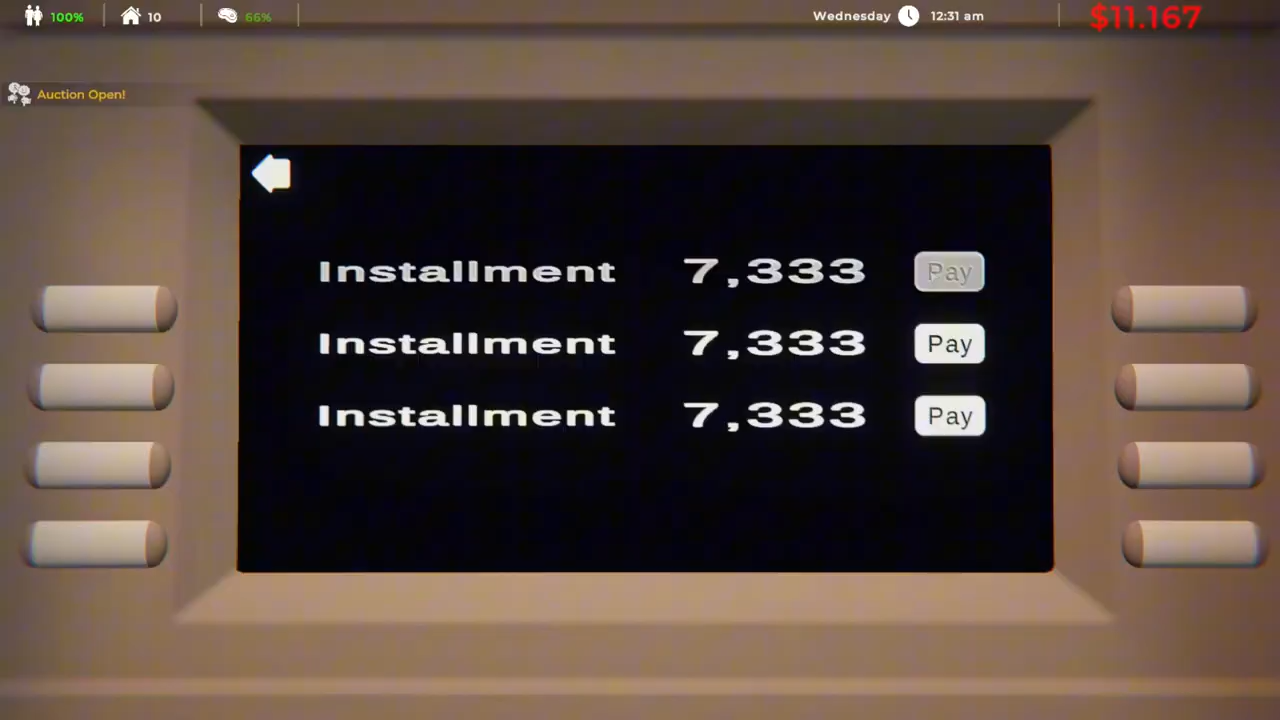 100% 10 66% Wednesday 12:31 am $11.167
Auction Open!
Installment 7,333 Pay
Installment 7,333 Pay
Installment 7,333 Pay